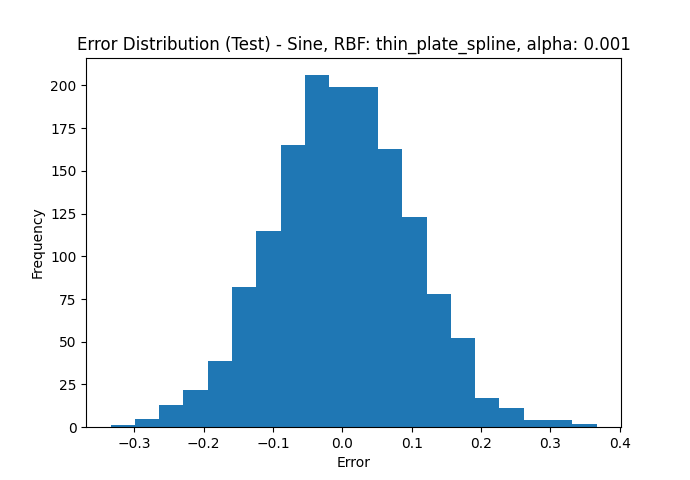 Error Distribution (Test) - Sine, RBF: thin_plate_spline, alpha: 0.001
200
175
150
125
100
75
50
25
0
Frequency
−0.3 −0.2 −0.1 0.0 0.1 0.2 0.3 0.4
Error